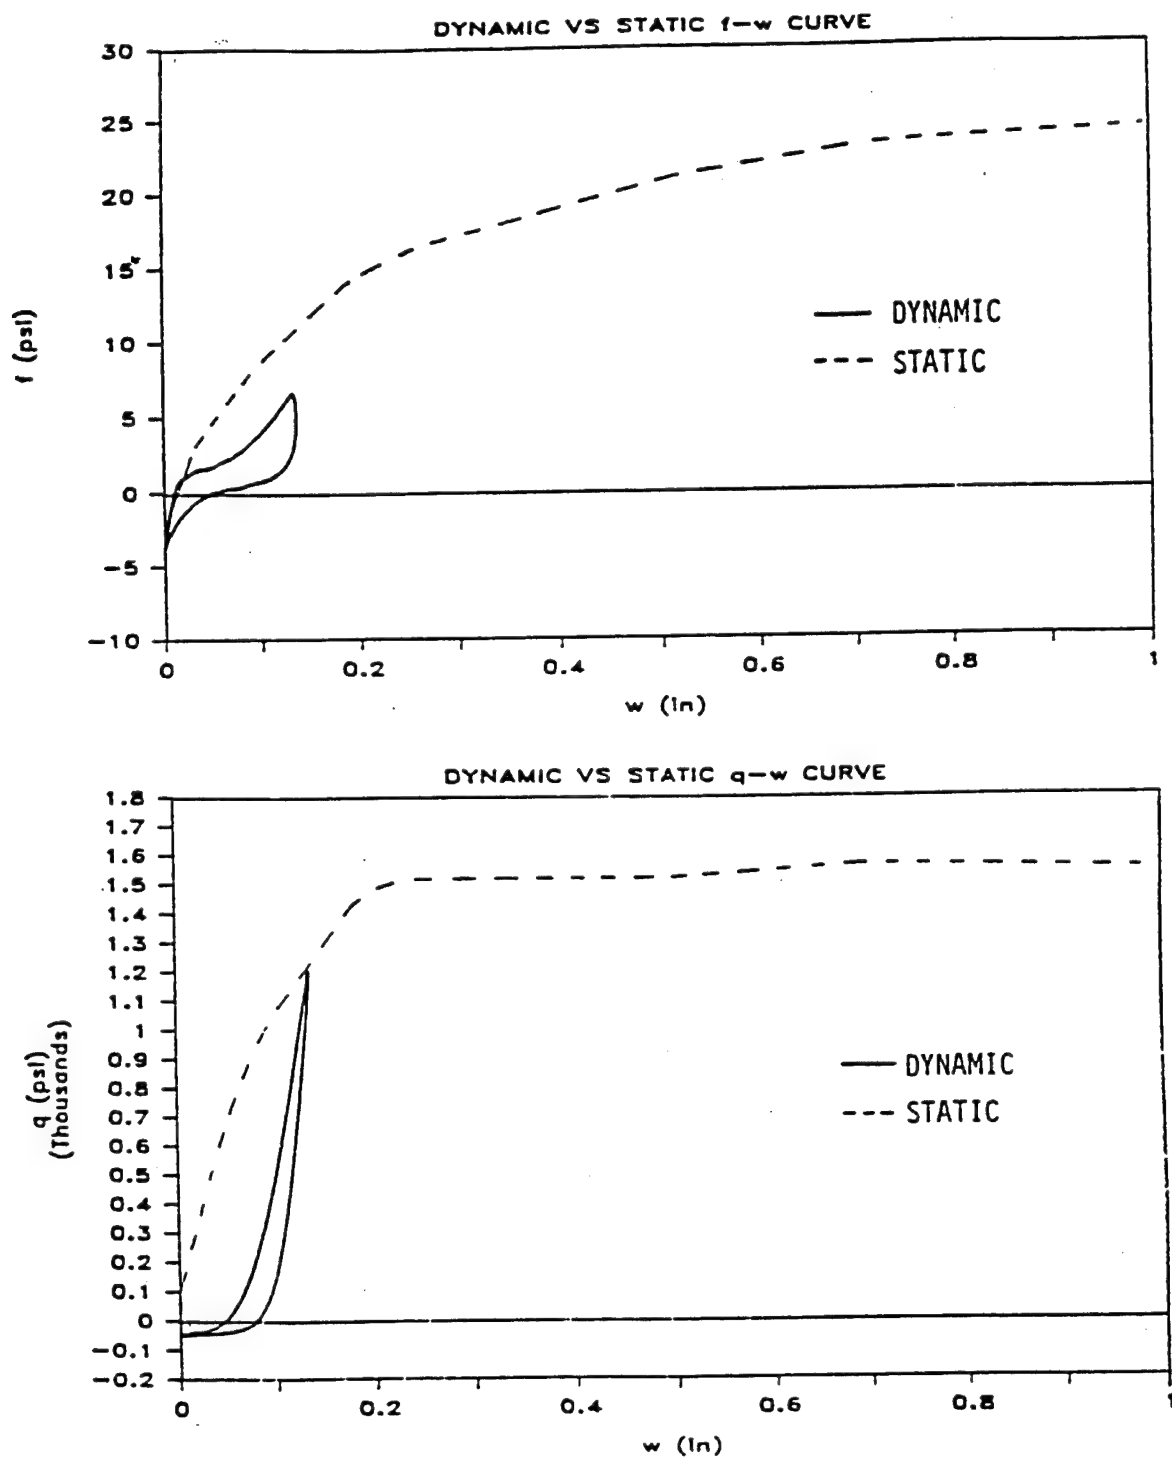 DYNAMIC VS STATIC f-w CURVE
30
25
20
15
10
5
0
-5
-10
f (psi)
DYNAMIC
STATIC
0 0.2 0.4 0.6 0.8 1
w (in)
DYNAMIC VS STATIC q-w CURVE
1.8
1.7
1.6
1.5
1.4
1.3
1.2
1.1
1
0.9
0.8
0.7
0.6
0.5
0.4
0.3
0.2
0.1
0
-0.1
-0.2
q (psi)
(Thousands)
DYNAMIC
STATIC
0 0.2 0.4 0.6 0.8 1
w (in)